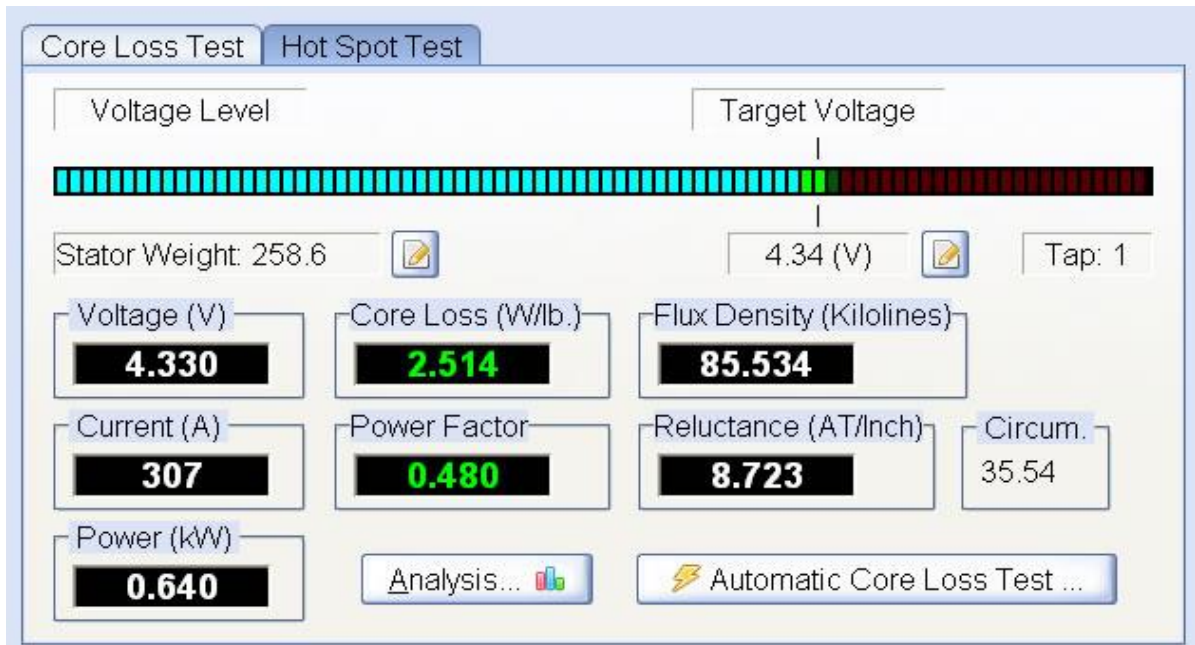 Core Loss Test Hot Spot Test
Voltage Level Target Voltage
Stator Weight: 258.6 4.34 (V) Tap: 1
Voltage (V) Core Loss (W/lb.) Flux Density (Kilolines)
4.330 2.514 85.534
Current (A) Power Factor Reluctance (AT/Inch) Circum.
307 0.480 8.723 35.54
Power (kW)
0.640 Analysis... Automatic Core Loss Test ...